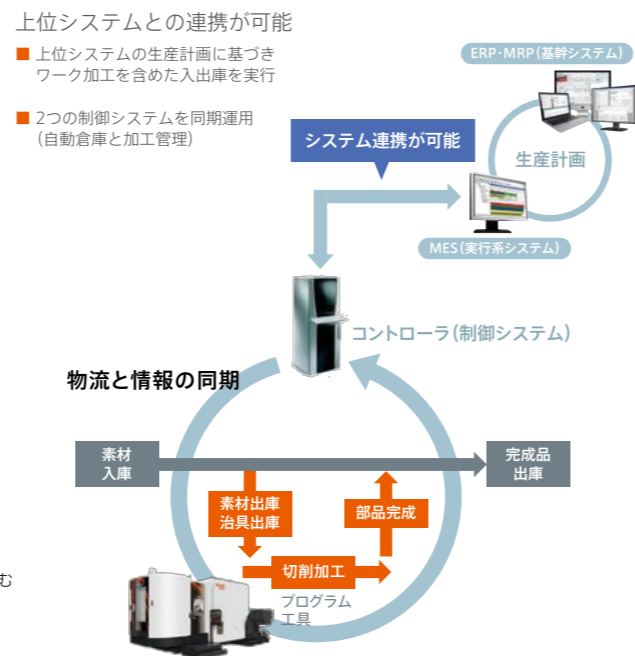 上位システムとの連携が可能
■ 上位システムの生産計画に基づき
ワーク加工を含めた入出庫を実行
■ 2つの制御システムを同期運用
(自動倉庫と加工管理)
ERP・MRP(基幹システム)
システム連携が可能
生産計画
MES(実行系システム)
コントローラ(制御システム)
物流と情報の同期
素材
入庫
完成品
出庫
素材出庫
治具出庫
部品完成
切削加工
プログラム
工具
む